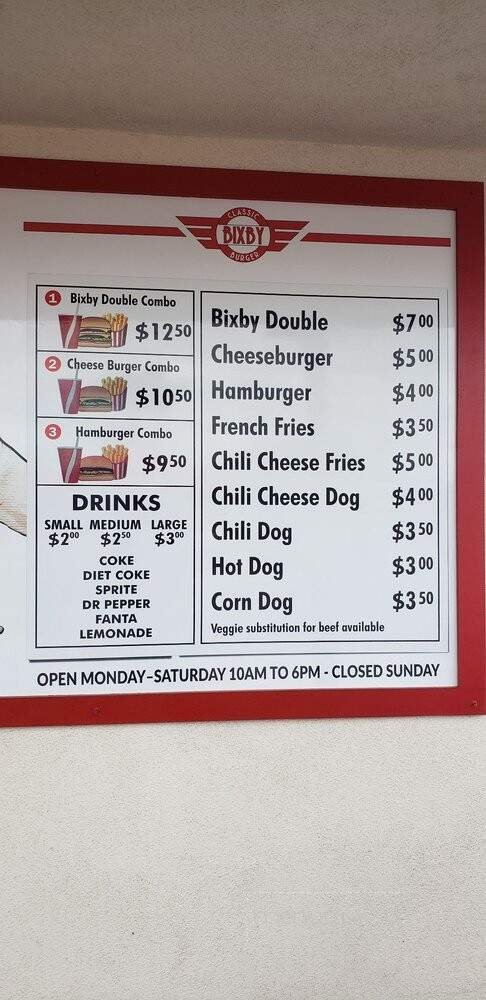 CLASSIC
BIXBY
BURGER
1 Bixby Double Combo
$12 50
2 Cheese Burger Combo
$10 50
3 Hamburger Combo
$9 50
DRINKS
SMALL MEDIUM LARGE
$2 00 $2 50 $3 00
COKE
DIET COKE
SPRITE
DR PEPPER
FANTA
LEMONADE
Bixby Double $7 00
Cheeseburger $5 00
Hamburger $4 00
French Fries $3 50
Chili Cheese Fries $5 00
Chili Cheese Dog $4 00
Chili Dog $3 50
Hot Dog $3 00
Corn Dog $3 50
Veggie substitution for beef available
OPEN MONDAY–SATURDAY 10AM TO 6PM - CLOSED SUNDAY